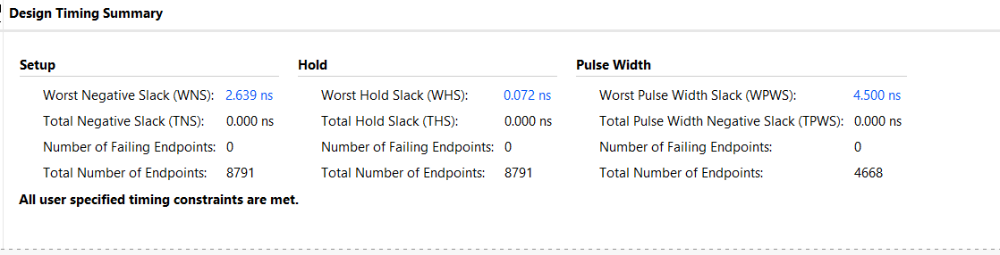 Design Timing Summary
Setup Hold Pulse Width
Worst Negative Slack (WNS): 2.639 ns Worst Hold Slack (WHS): 0.072 ns Worst Pulse Width Slack (WPWS): 4.500 ns
Total Negative Slack (TNS): 0.000 ns Total Hold Slack (THS): 0.000 ns Total Pulse Width Negative Slack (TPWS): 0.000 ns
Number of Failing Endpoints: 0 Number of Failing Endpoints: 0 Number of Failing Endpoints: 0
Total Number of Endpoints: 8791 Total Number of Endpoints: 8791 Total Number of Endpoints: 4668
All user specified timing constraints are met.